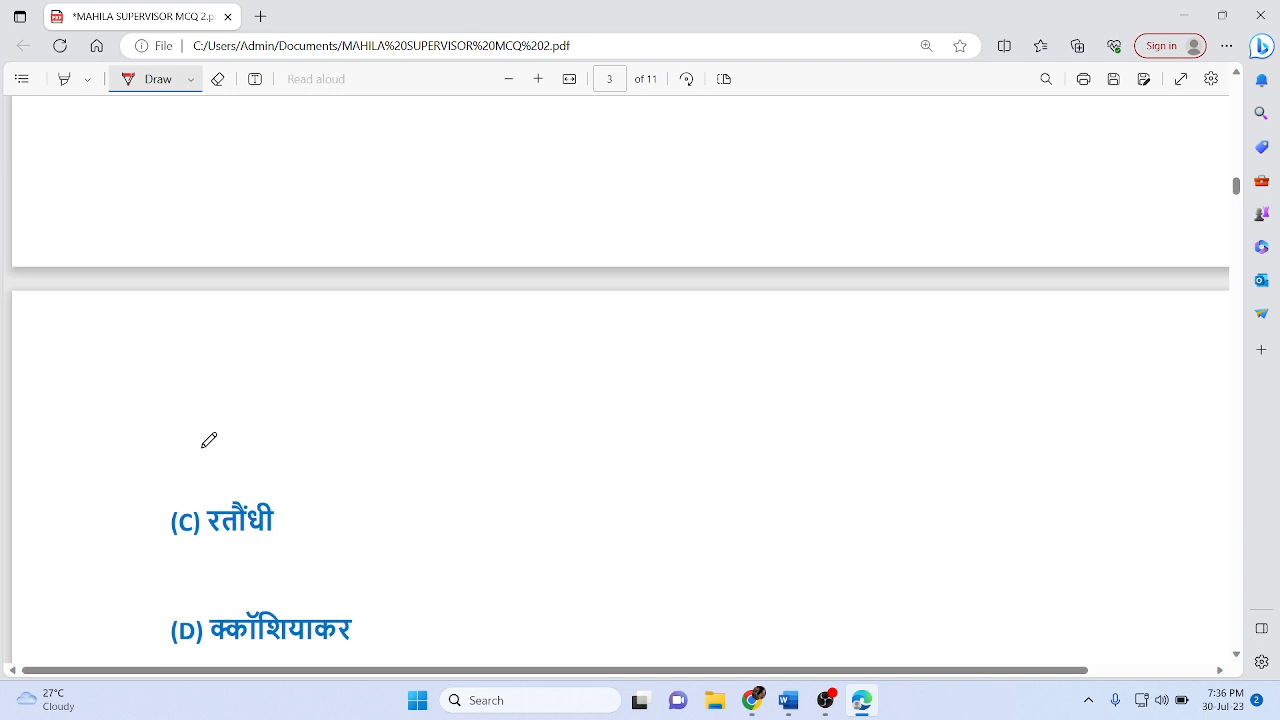 *MAHILA SUPERVISOR MCQ 2.p
File
C:/Users/Admin/Documents/MAHILA%20SUPERVISOR%20MCQ%202.pdf
Sign in
Draw
Read aloud
3 of 11
(C) रतौंधी
(D) क्कॉशियाकर
27°C
Cloudy
Search
7:36 PM
30-Jul-23
2